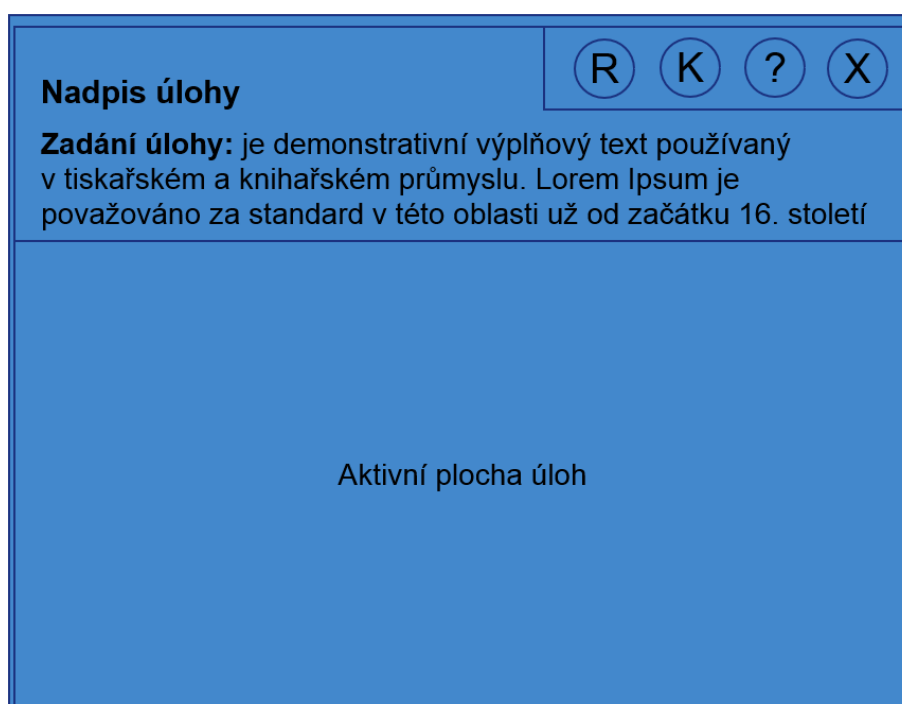 R K ? X
Nadpis úlohy
Zadání úlohy: je demonstrativní výplňový text používaný
v tiskařském a knihařském průmyslu. Lorem Ipsum je
považováno za standard v této oblasti už od začátku 16. století
Aktivní plocha úloh